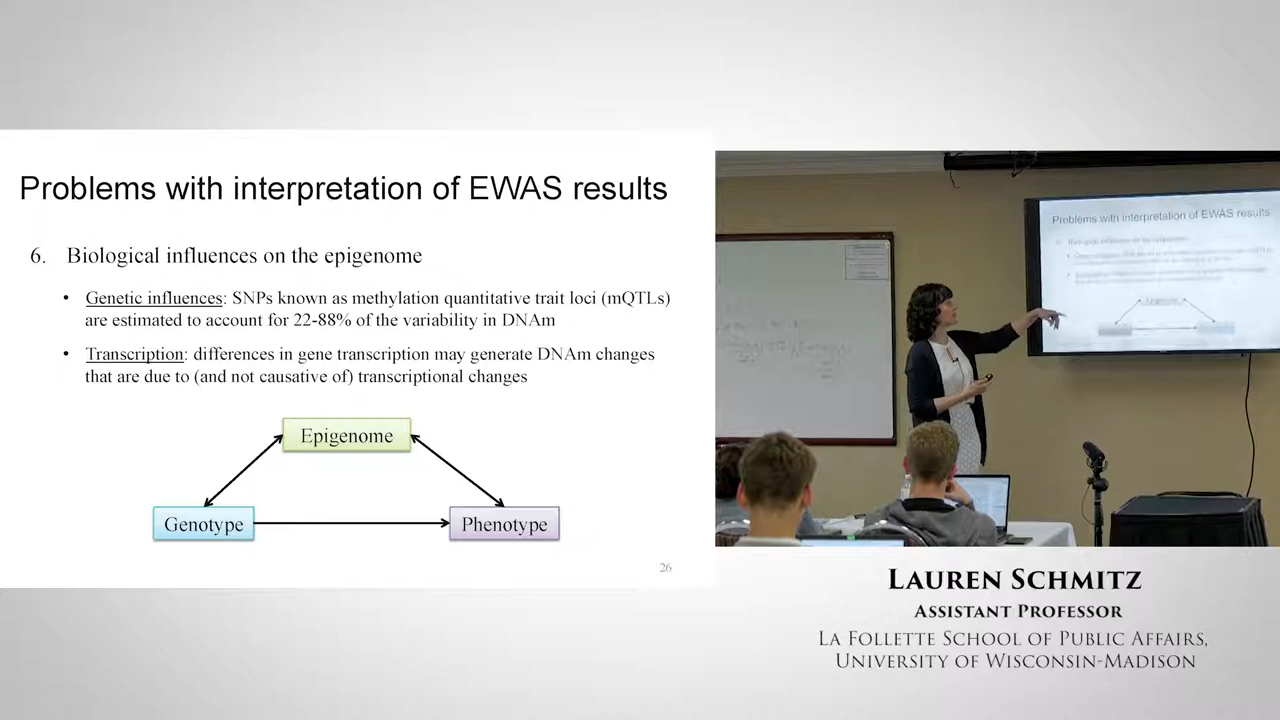 Problems with interpretation of EWAS results
6. Biological influences on the epigenome
• Genetic influences: SNPs known as methylation quantitative trait loci (mQTLs)
are estimated to account for 22-88% of the variability in DNAm
• Transcription: differences in gene transcription may generate DNAm changes
that are due to (and not causative of) transcriptional changes
Epigenome
Genotype
Phenotype
26
Problems with interpretation of EWAS results
LAUREN SCHMITZ
ASSISTANT PROFESSOR
LA FOLLETTE SCHOOL OF PUBLIC AFFAIRS,
UNIVERSITY OF WISCONSIN-MADISON